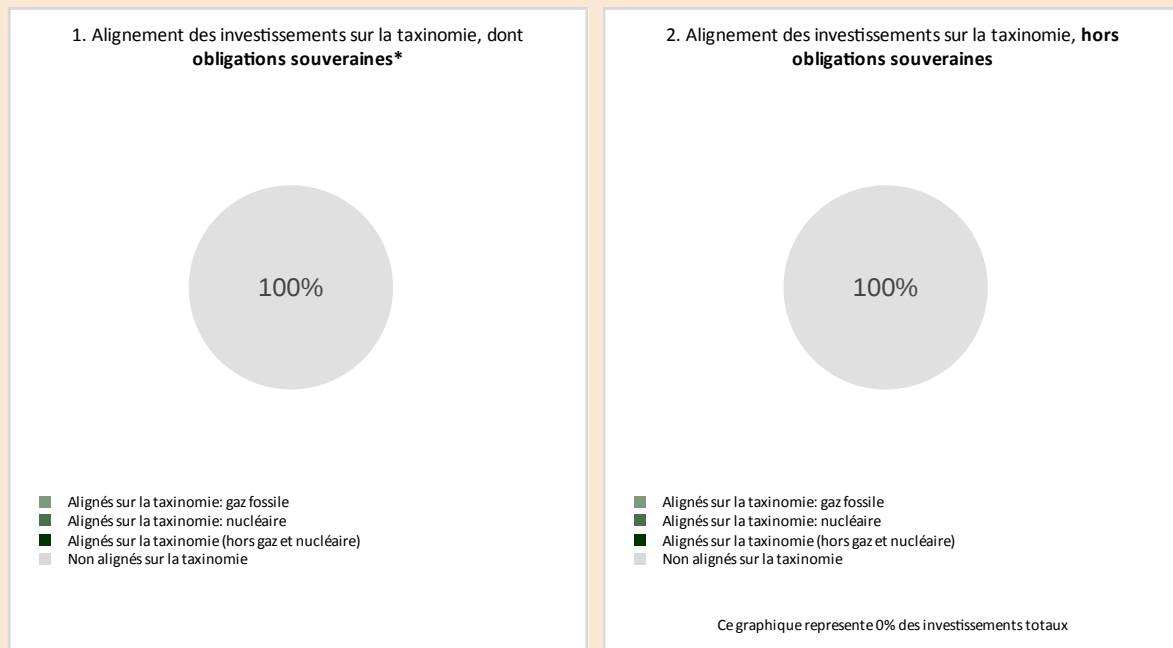 1. Alignement des investissements sur la taxinomie, dont
obligations souveraines*
100%
Alignés sur la taxinomie: gaz fossile
Alignés sur la taxinomie: nucléaire
Alignés sur la taxinomie (hors gaz et nucléaire)
Non alignés sur la taxinomie
2. Alignement des investissements sur la taxinomie, hors
obligations souveraines
100%
Alignés sur la taxinomie: gaz fossile
Alignés sur la taxinomie: nucléaire
Alignés sur la taxinomie (hors gaz et nucléaire)
Non alignés sur la taxinomie
Ce graphique represente 0% des investissements totaux